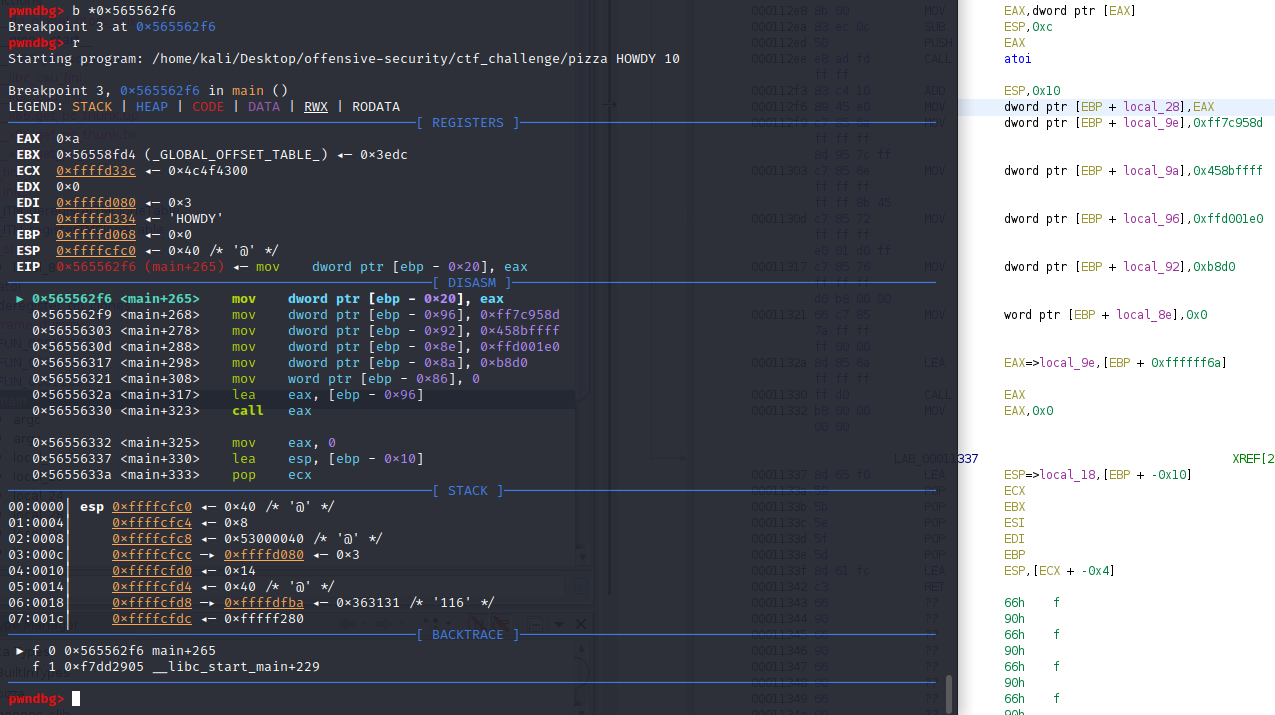 pwndbg> b *0×565562f6
Breakpoint 3 at 0×565562f6
pwndbg> r
Starting program: /home/kali/Desktop/offensive-security/ctf_challenge/pizza HOWDY 10
Breakpoint 3, 0×565562f6 in main ()
LEGEND: STACK | HEAP | CODE | DATA | RWX | RODATA
[ REGISTERS ]
EAX  0×a
EBX  0×56558fd4 (_GLOBAL_OFFSET_TABLE_) ◂— 0×3edc
ECX  0×ffffd33c ◂— 0×4c4f4300
EDX  0×0
EDI  0×ffffd080 ◂— 0×3
ESI  0×ffffd334 ◂— 'HOWDY'
EBP  0×ffffd068 ◂— 0×0
ESP  0×ffffcfc0 ◂— 0×40 /* '@' */
EIP  0×565562f6 (main+265) ◂— mov    dword ptr [ebp - 0×20], eax
[ DISASM ]
► 0×565562f6 <main+265>    mov    dword ptr [ebp - 0×20], eax
0×565562f9 <main+268>    mov    dword ptr [ebp - 0×96], 0×ff7c958d
0×56556303 <main+278>    mov    dword ptr [ebp - 0×92], 0×458bffff
0×5655630d <main+288>    mov    dword ptr [ebp - 0×8e], 0×ffd001e0
0×56556317 <main+298>    mov    dword ptr [ebp - 0×8a], 0×b8d0
0×56556321 <main+308>    mov    word ptr [ebp - 0×86], 0
0×5655632a <main+317>    lea    eax, [ebp - 0×96]
0×56556330 <main+323>    call   eax
0×56556332 <main+325>    mov    eax, 0
0×56556337 <main+330>    lea    esp, [ebp - 0×10]
0×5655633a <main+333>    pop    ecx
[ STACK ]
00:0000│ esp 0×ffffcfc0 ◂— 0×40 /* '@' */
01:0004│     0×ffffcfc4 ◂— 0×8
02:0008│     0×ffffcfc8 ◂— 0×53000040 /* '@' */
03:000c│     0×ffffcfcc —▸ 0×ffffd080 ◂— 0×3
04:0010│     0×ffffcfd0 ◂— 0×14
05:0014│     0×ffffcfd4 ◂— 0×40 /* '@' */
06:0018│     0×ffffcfd8 —▸ 0×ffffdfba ◂— 0×363131 /* '116' */
07:001c│     0×ffffcfdc ◂— 0×fffff280
[ BACKTRACE ]
► f 0 0×565562f6 main+265
f 1 0×f7dd2905 __libc_start_main+229
pwndbg>
EAX,dword ptr [EAX]
ESP,0xc
EAX
atoi
ESP,0x10
dword ptr [EBP + local_28],EAX
dword ptr [EBP + local_9e],0xff7c958d
dword ptr [EBP + local_9a],0x458bffff
dword ptr [EBP + local_96],0xffd001e0
dword ptr [EBP + local_92],0xb8d0
word ptr [EBP + local_8e],0x0
EAX=>local_9e,[EBP + 0xffffff6a]
EAX
EAX,0x0
LAB_00011337 XREF[2
ESP=>local_18,[EBP + -0x10]
ECX
EBX
ESI
EDI
EBP
ESP,[ECX + -0x4]
66h    f
90h
66h    f
90h
66h    f
90h
66h    f
90h